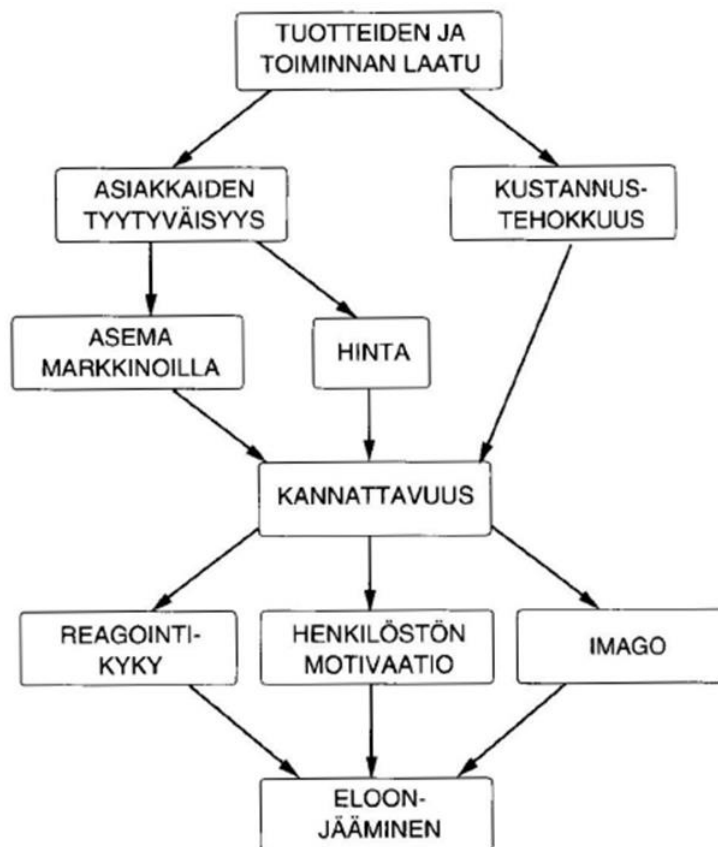 TUOTTEIDEN JA
TOIMINNAN LAATU
ASIAKKAIDEN
TYYTYVÄISYYS
KUSTANNUS-
TEHOKKUUS
ASEMA
MARKKINOILLA
HINTA
KANNATTAVUUS
REAGOINTI-
KYKY
HENKILÖSTÖN
MOTIVAATIO
IMAGO
ELOON-
JÄÄMINEN